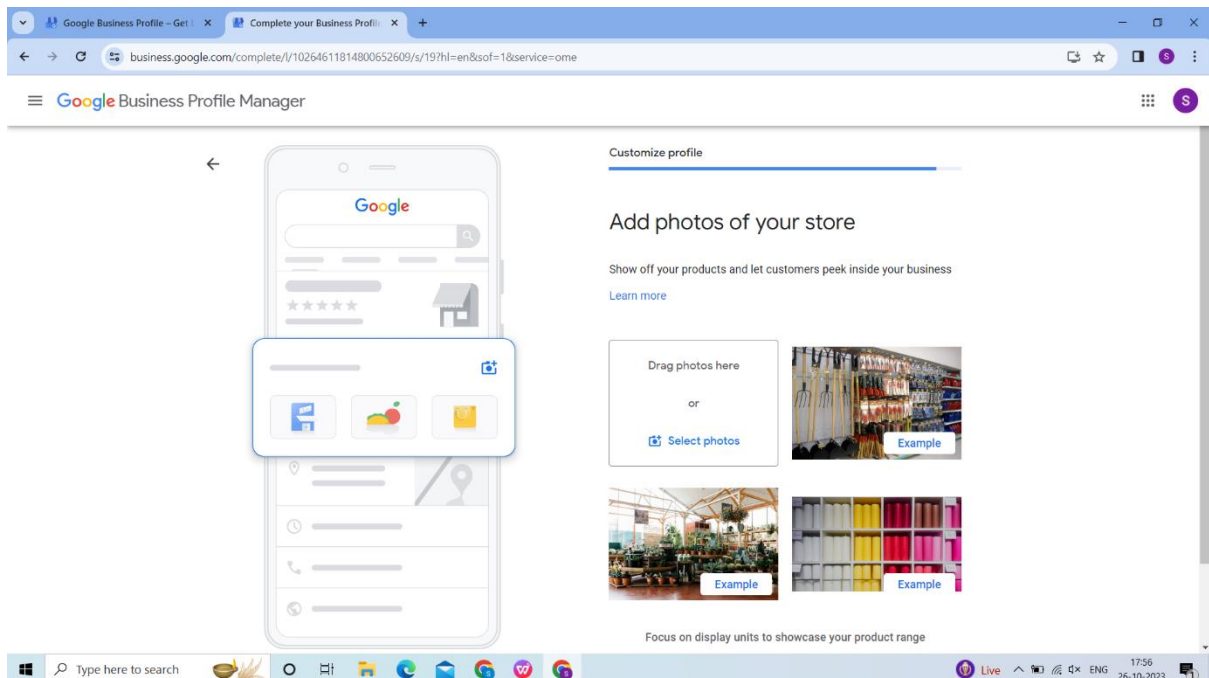 Google Business Profile – Get
Complete your Business Profile
business.google.com/complete/l/10264611814800652609/s/19?hl=en&sof=1&service=ome
S
Google Business Profile Manager
S
Customize profile
Google
Add photos of your store
Show off your products and let customers peek inside your business
Learn more
Drag photos here
or
Select photos
Example
Example
Example
Focus on display units to showcase your product range
Type here to search
Live
ENG
17:56
26-10-2023